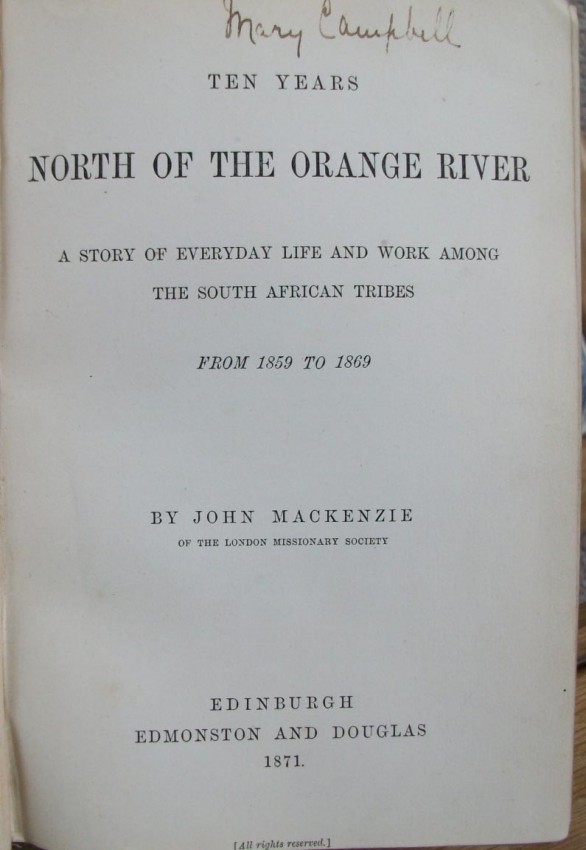 Mary Campbell
TEN YEARS
NORTH OF THE ORANGE RIVER
A STORY OF EVERYDAY LIFE AND WORK AMONG
THE SOUTH AFRICAN TRIBES
FROM 1859 TO 1869
BY JOHN MACKENZIE
OF THE LONDON MISSIONARY SOCIETY
EDINBURGH
EDMONSTON AND DOUGLAS
1871.
[All rights reserved.]